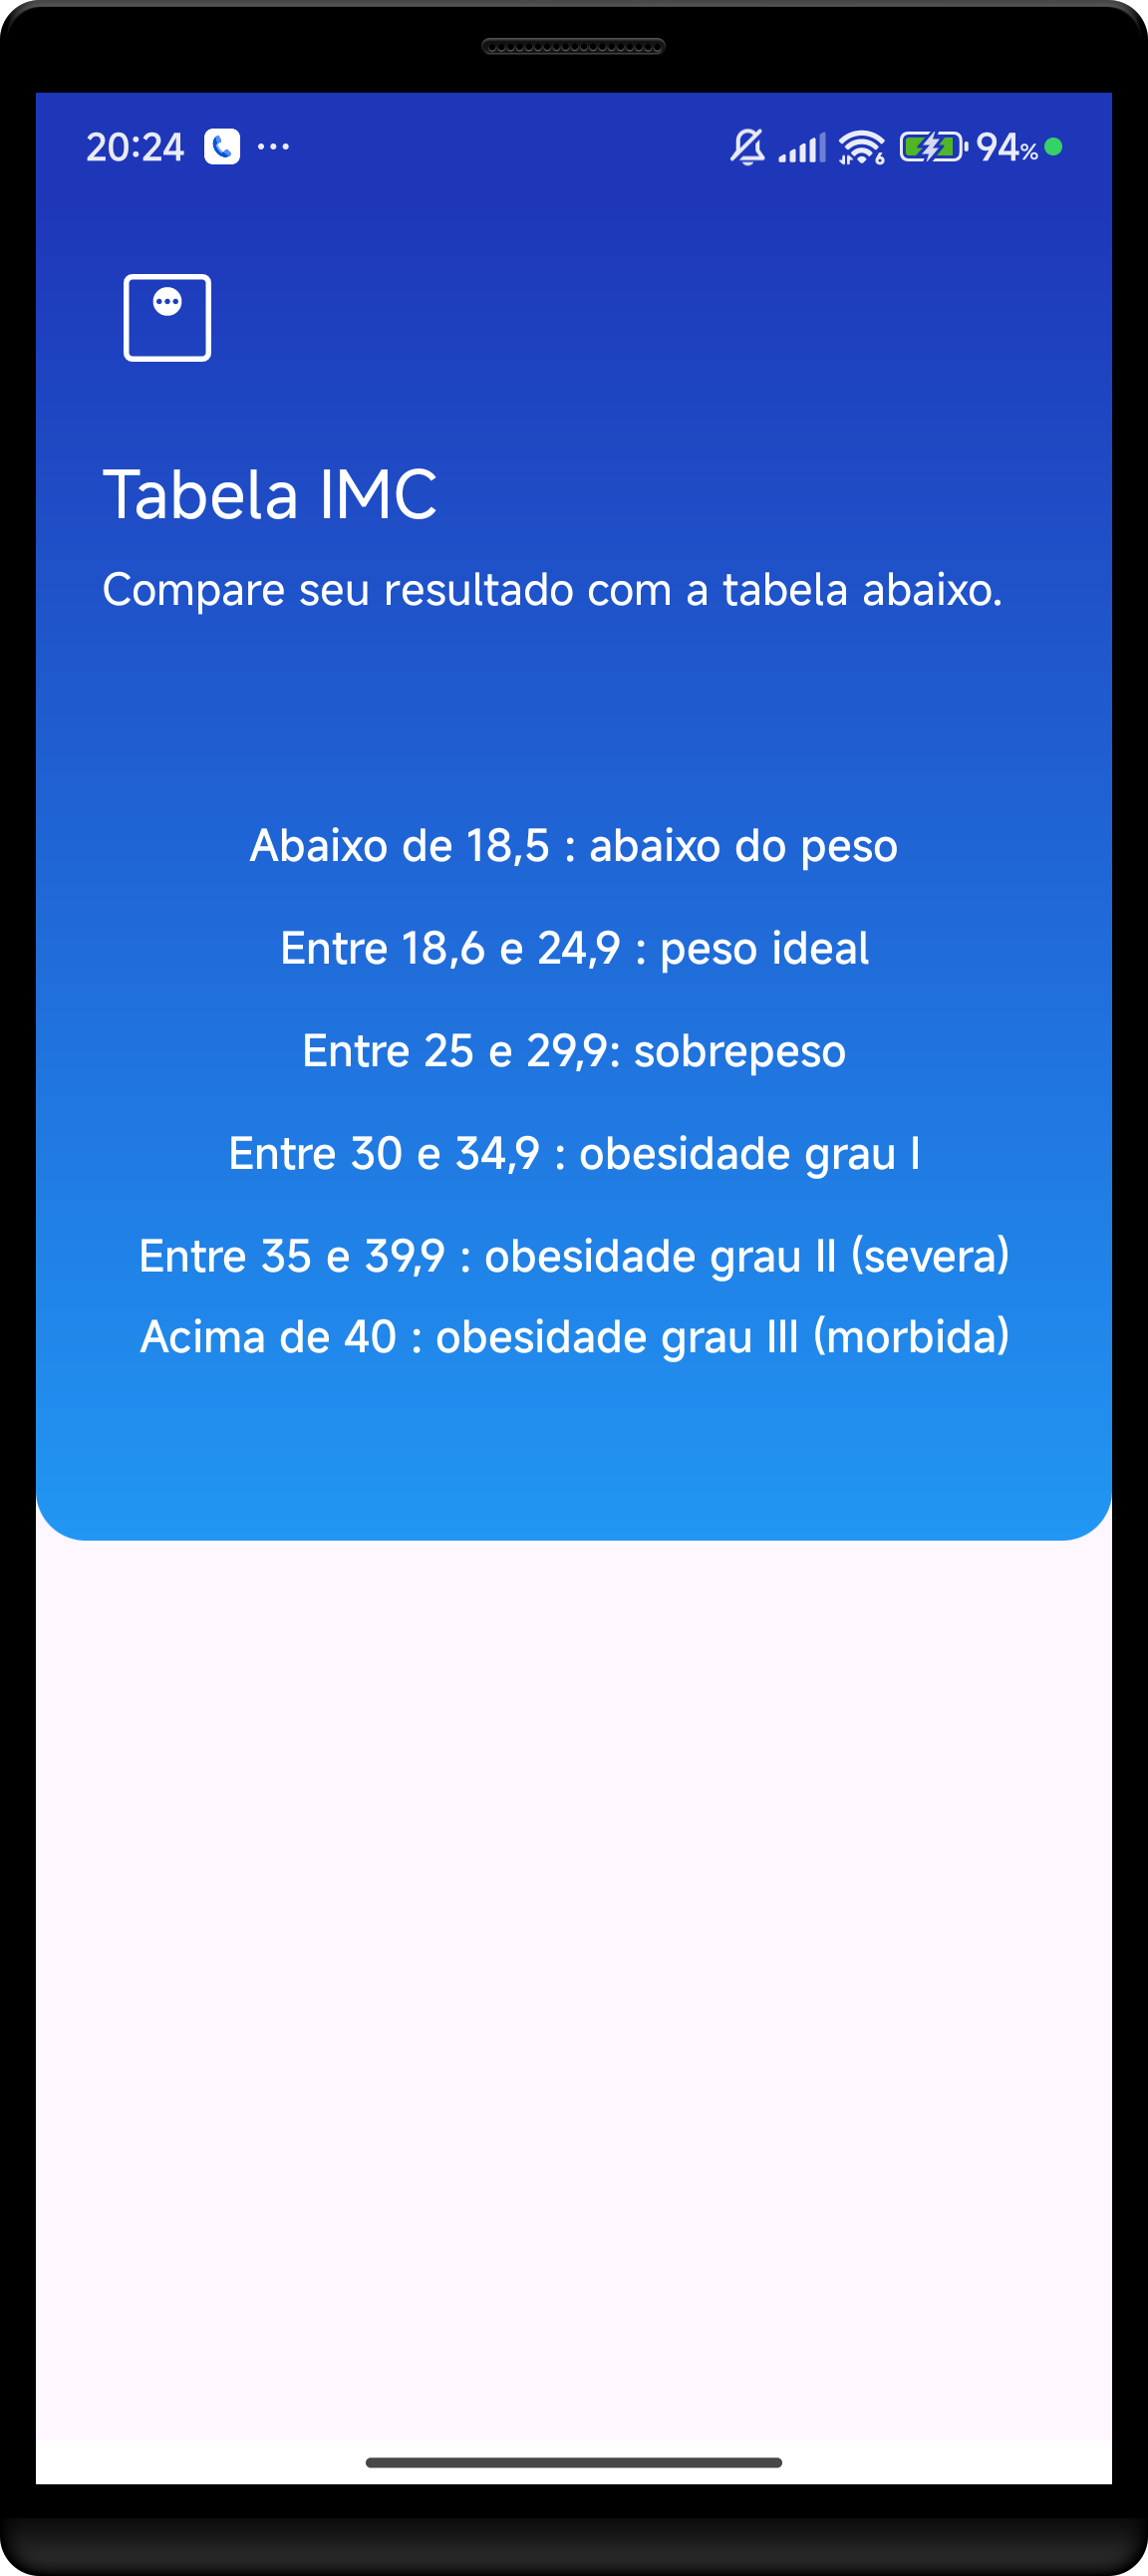 20:24
94%
Tabela IMC
Compare seu resultado com a tabela abaixo.
Abaixo de 18,5 : abaixo do peso
Entre 18,6 e 24,9 : peso ideal
Entre 25 e 29,9: sobrepeso
Entre 30 e 34,9 : obesidade grau I
Entre 35 e 39,9 : obesidade grau II (severa)
Acima de 40 : obesidade grau III (morbida)